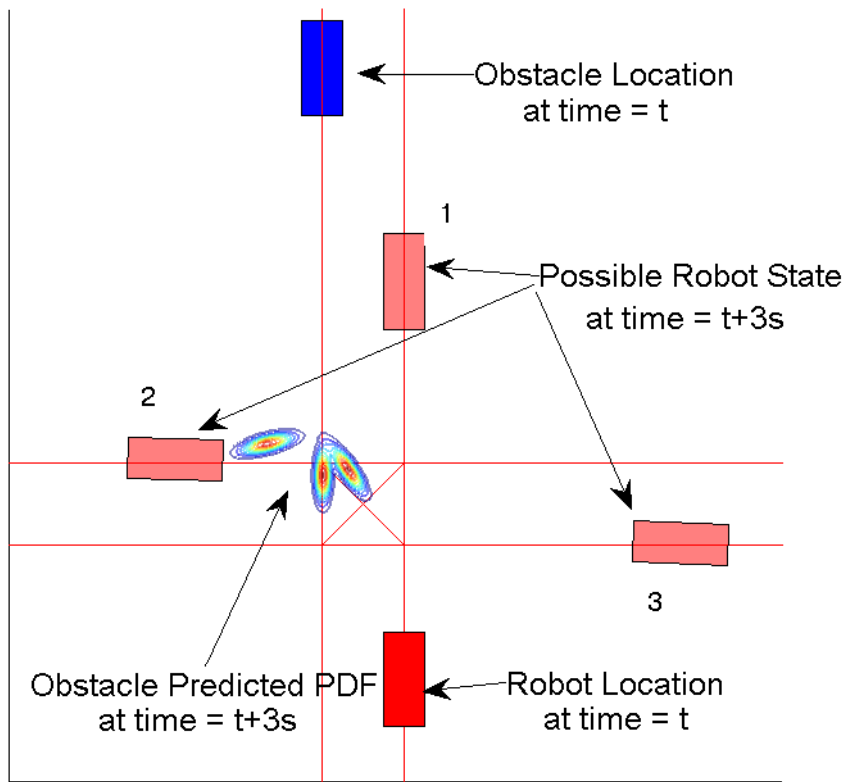 Obstacle Location
at time = t
1
Possible Robot State
at time = t+3s
2
3
Obstacle Predicted PDF
at time = t+3s
Robot Location
at time = t